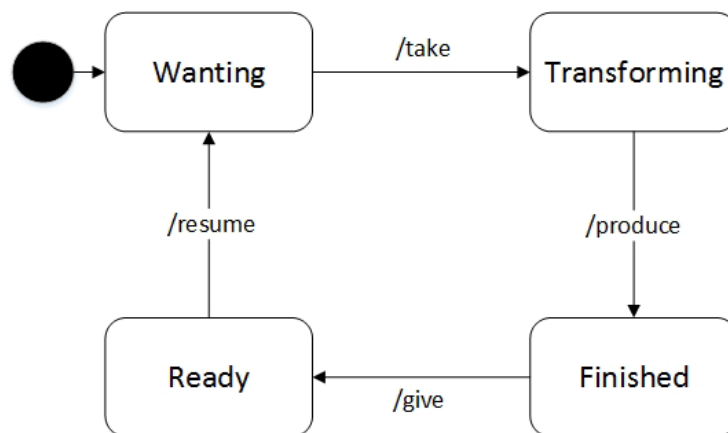 Wanting
/take
Transforming
/resume
/produce
Ready
/give
Finished